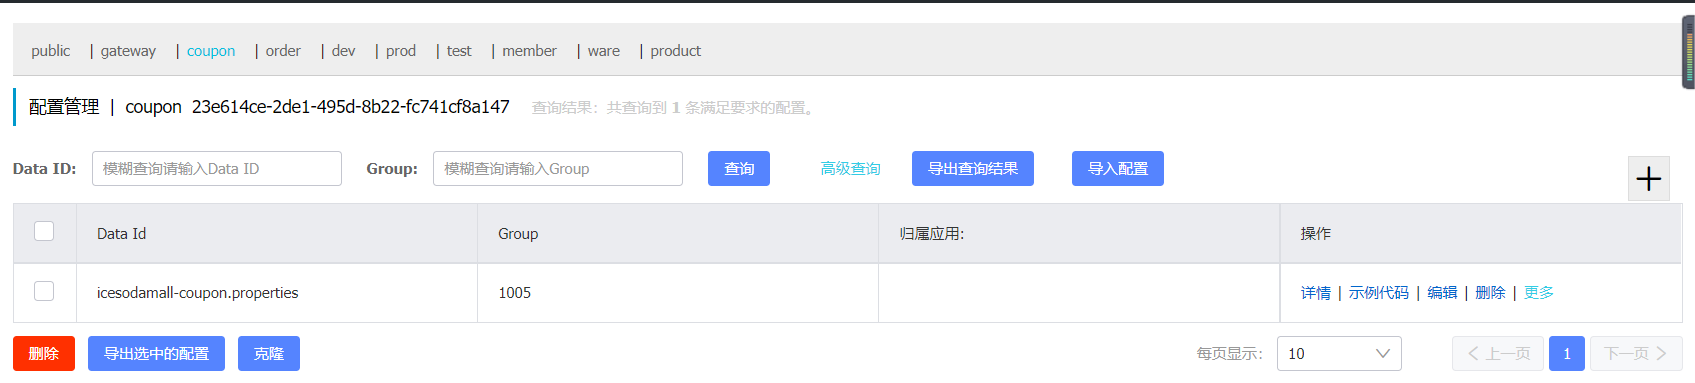 public | gateway | coupon | order | dev | prod | test | member | ware | product
配置管理 | coupon 23e614ce-2de1-495d-8b22-fc741cf8a147 查询结果：共查询到 1 条满足要求的配置。
Data ID: 模糊查询请输入Data ID Group: 模糊查询请输入Group 查询 高级查询 导出查询结果 导入配置
Data Id Group 归属应用: 操作
icesodamall-coupon.properties 1005 详情 | 示例代码 | 编辑 | 删除 | 更多
删除 导出选中的配置 克隆 每页显示: 10 上一页 1 下一页